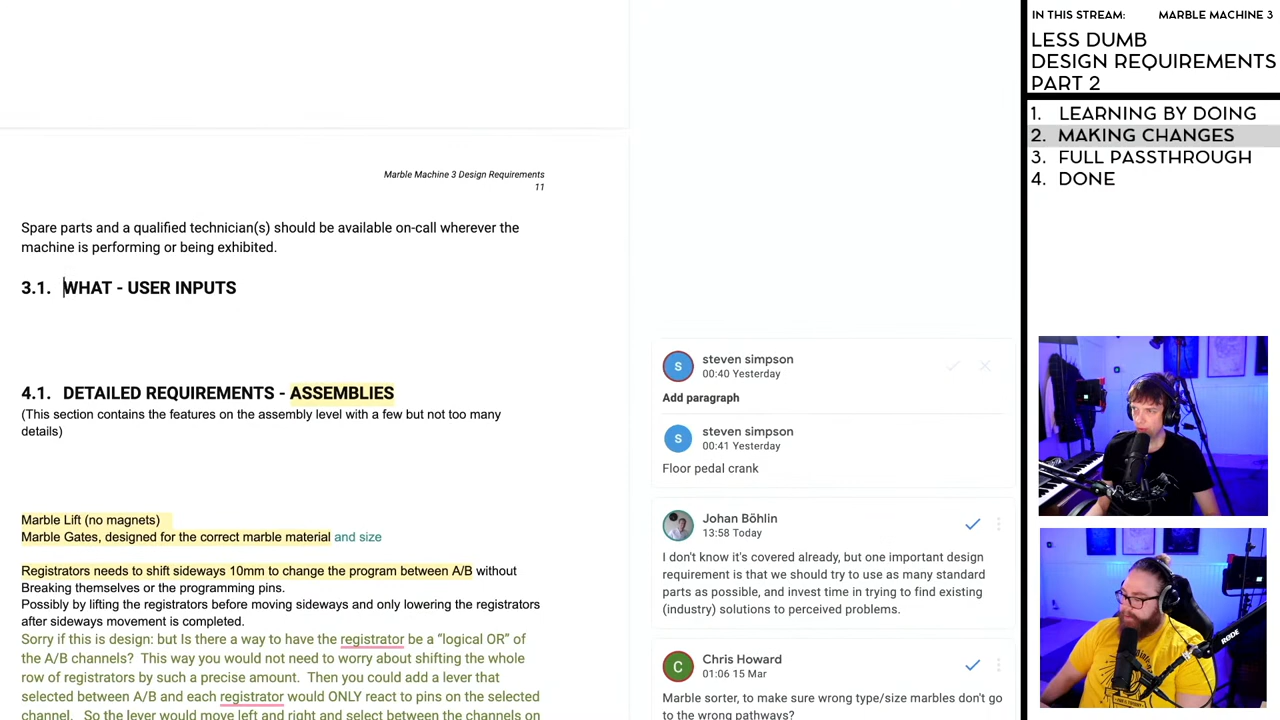 Marble Machine 3 Design Requirements
11
Spare parts and a qualified technician(s) should be available on-call wherever the
machine is performing or being exhibited.
3.1. WHAT - USER INPUTS
4.1. DETAILED REQUIREMENTS - ASSEMBLIES
(This section contains the features on the assembly level with a few but not too many
details)
Marble Lift (no magnets)
Marble Gates, designed for the correct marble material and size
Registrators needs to shift sideways 10mm to change the program between A/B without
Breaking themselves or the programming pins.
Possibly by lifting the registrators before moving sideways and only lowering the registrators
after sideways movement is completed.
Sorry if this is design: but Is there a way to have the registrator be a “logical OR” of
the A/B channels? This way you would not need to worry about shifting the whole
row of registrators by such a precise amount. Then you could add a lever that
selected between A/B and each registrator would ONLY react to pins on the selected
channel. So the lever would move left and right and select between the channels on
S
steven simpson
00:40 Yesterday
Add paragraph
S
steven simpson
00:41 Yesterday
Floor pedal crank
Johan Böhlin
13:58 Today
I don't know it's covered already, but one important design
requirement is that we should try to use as many standard
parts as possible, and invest time in trying to find existing
(industry) solutions to perceived problems.
C
Chris Howard
01:06 15 Mar
Marble sorter, to make sure wrong type/size marbles don't go
to the wrong pathways?
IN THIS STREAM: MARBLE MACHINE 3
LESS DUMB
DESIGN REQUIREMENTS
PART 2
1. LEARNING BY DOING
2. MAKING CHANGES
3. FULL PASSTHROUGH
4. DONE
RØDE